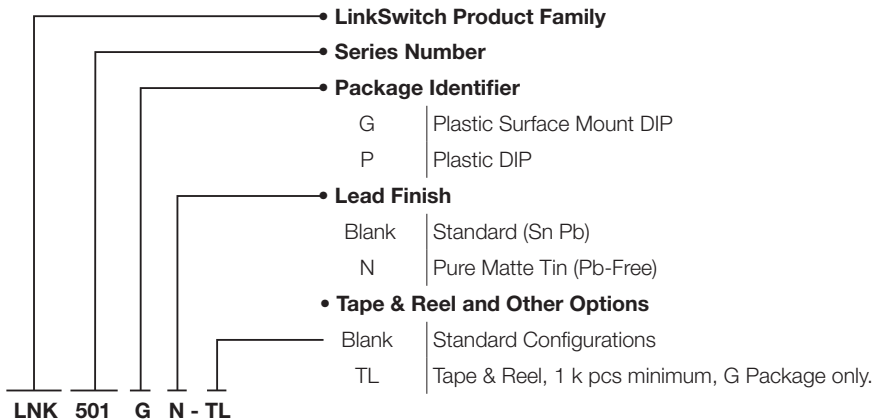 • LinkSwitch Product Family
• Series Number
• Package Identifier
G Plastic Surface Mount DIP
P Plastic DIP
• Lead Finish
Blank Standard (Sn Pb)
N Pure Matte Tin (Pb-Free)
• Tape & Reel and Other Options
Blank Standard Configurations
TL Tape & Reel, 1 k pcs minimum, G Package only.
LNK 501 G N - TL